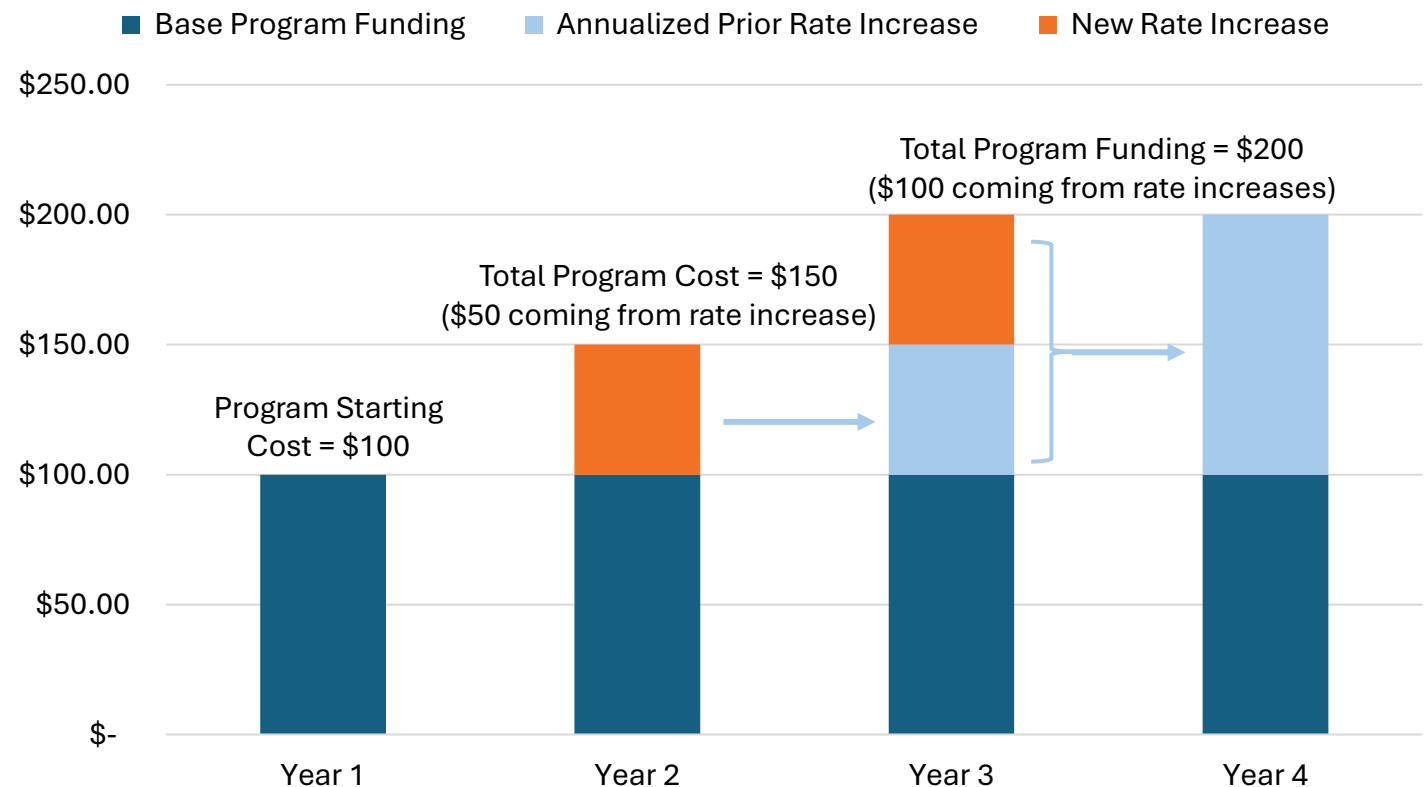 Base Program Funding
Annualized Prior Rate Increase
New Rate Increase
$250.00
$200.00
$150.00
$100.00
$50.00
$-
Program Starting
Cost = $100
Total Program Cost = $150
($50 coming from rate increase)
Total Program Funding = $200
($100 coming from rate increases)
Year 1
Year 2
Year 3
Year 4